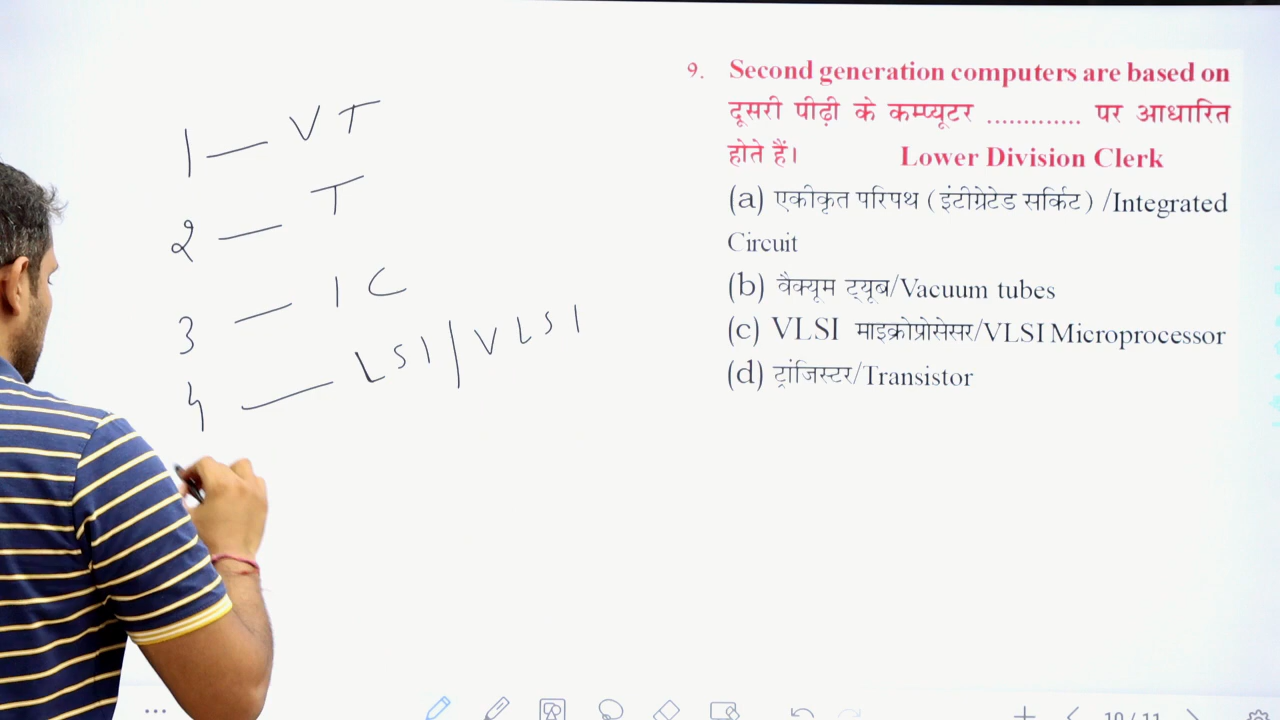 1 — VT
2 — T
3 — IC
4 — LSI/VLSI
9. Second generation computers are based on
दूसरी पीढ़ी के कम्प्यूटर ............. पर आधारित
होते हैं। Lower Division Clerk
(a) एकीकृत परिपथ (इंटीग्रेटेड सर्किट) /Integrated
Circuit
(b) वैक्यूम ट्यूब/Vacuum tubes
(c) VLSI माइक्रोप्रोसेसर/VLSI Microprocessor
(d) ट्रांजिस्टर/Transistor
10 / 11